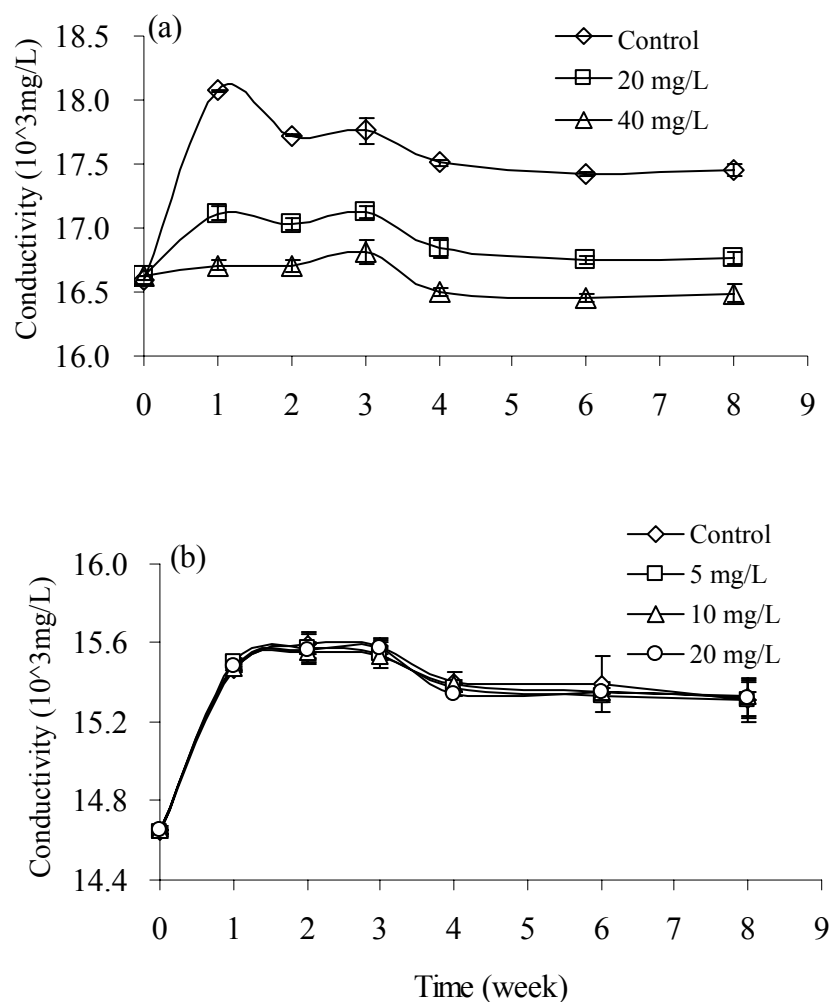 (a)
Control
20 mg/L
40 mg/L
Conductivity (10^3mg/L)
18.5
18.0
17.5
17.0
16.5
16.0
0 1 2 3 4 5 6 7 8 9
(b)
Control
5 mg/L
10 mg/L
20 mg/L
Conductivity (10^3mg/L)
16.0
15.6
15.2
14.8
14.4
0 1 2 3 4 5 6 7 8 9
Time (week)